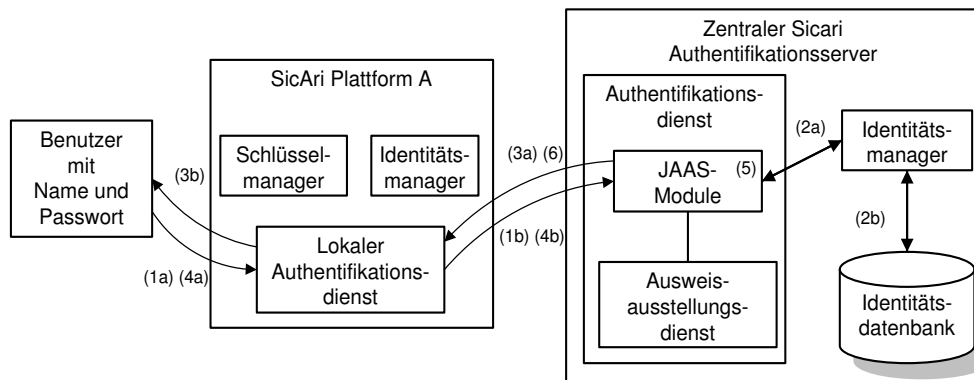 Zentraler Sicari
Authentifikationsserver
SicAri Plattform A
Authentifikations-
dienst
Benutzer
mit
Name und
Passwort
Schlüssel-
manager
Identitäts-
manager
(3b)
(3a) (6)
JAAS-
Module
(5)
(2a)
Identitäts-
manager
(1b) (4b)
(2b)
Lokaler
Authentifikations-
dienst
(1a) (4a)
Ausweis-
ausstellungs-
dienst
Identitäts-
datenbank